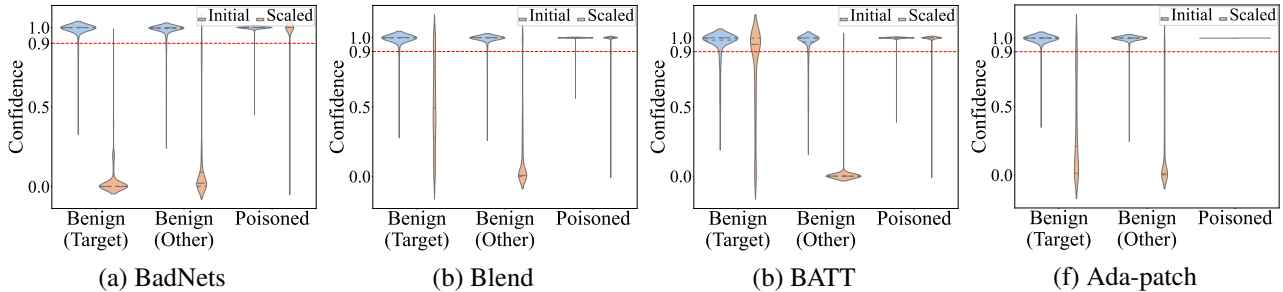 Initial Scaled
1.0
0.9
0.5
0.0
Confidence
Benign
(Target)
Benign
(Other)
Poisoned
(a) BadNets
Initial Scaled
1.0
0.9
0.5
0.0
Confidence
Benign
(Target)
Benign
(Other)
Poisoned
(b) Blend
Initial Scaled
1.0
0.9
0.5
0.0
Confidence
Benign
(Target)
Benign
(Other)
Poisoned
(b) BATT
Initial Scaled
1.0
0.9
0.5
0.0
Confidence
Benign
(Target)
Benign
(Other)
Poisoned
(f) Ada-patch